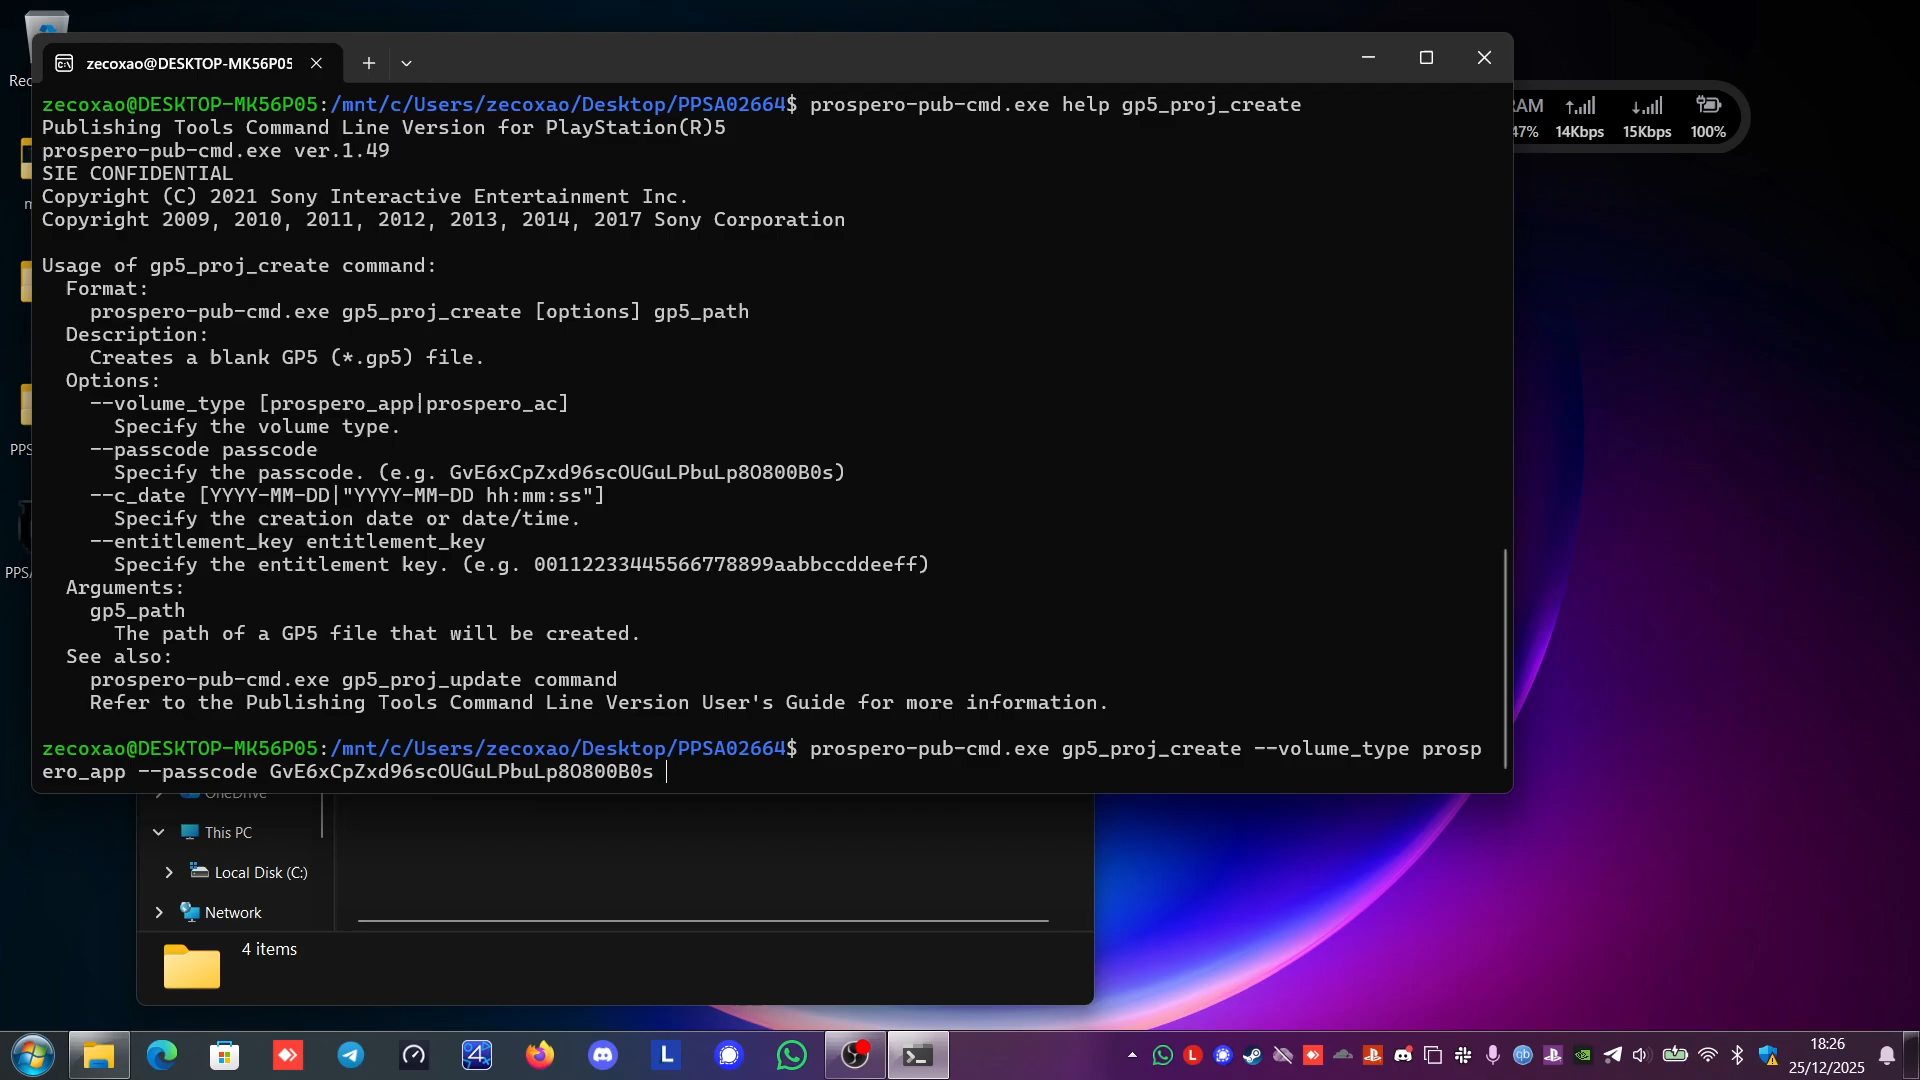 zecoxao@DESKTOP-MK56P05
zecoxao@DESKTOP-MK56P05:/mnt/c/Users/zecoxao/Desktop/PPSA02664$ prospero-pub-cmd.exe help gp5_proj_create
Publishing Tools Command Line Version for PlayStation(R)5
prospero-pub-cmd.exe ver.1.49
SIE CONFIDENTIAL
Copyright (C) 2021 Sony Interactive Entertainment Inc.
Copyright 2009, 2010, 2011, 2012, 2013, 2014, 2017 Sony Corporation
Usage of gp5_proj_create command:
Format:
prospero-pub-cmd.exe gp5_proj_create [options] gp5_path
Description:
Creates a blank GP5 (*.gp5) file.
Options:
--volume_type [prospero_app|prospero_ac]
Specify the volume type.
--passcode passcode
Specify the passcode. (e.g. GvE6xCpZxd96scOUGuLPbuLp8O800B0s)
--c_date [YYYY-MM-DD|"YYYY-MM-DD hh:mm:ss"]
Specify the creation date or date/time.
--entitlement_key entitlement_key
Specify the entitlement key. (e.g. 00112233445566778899aabbccddeeff)
Arguments:
gp5_path
The path of a GP5 file that will be created.
See also:
prospero-pub-cmd.exe gp5_proj_update command
Refer to the Publishing Tools Command Line Version User's Guide for more information.
zecoxao@DESKTOP-MK56P05:/mnt/c/Users/zecoxao/Desktop/PPSA02664$ prospero-pub-cmd.exe gp5_proj_create --volume_type prosp
ero_app --passcode GvE6xCpZxd96scOUGuLPbuLp8O800B0s
47% 14Kbps 15Kbps 100%
OneDrive
This PC
Local Disk (C:)
Network
4 items
18:26
25/12/2025